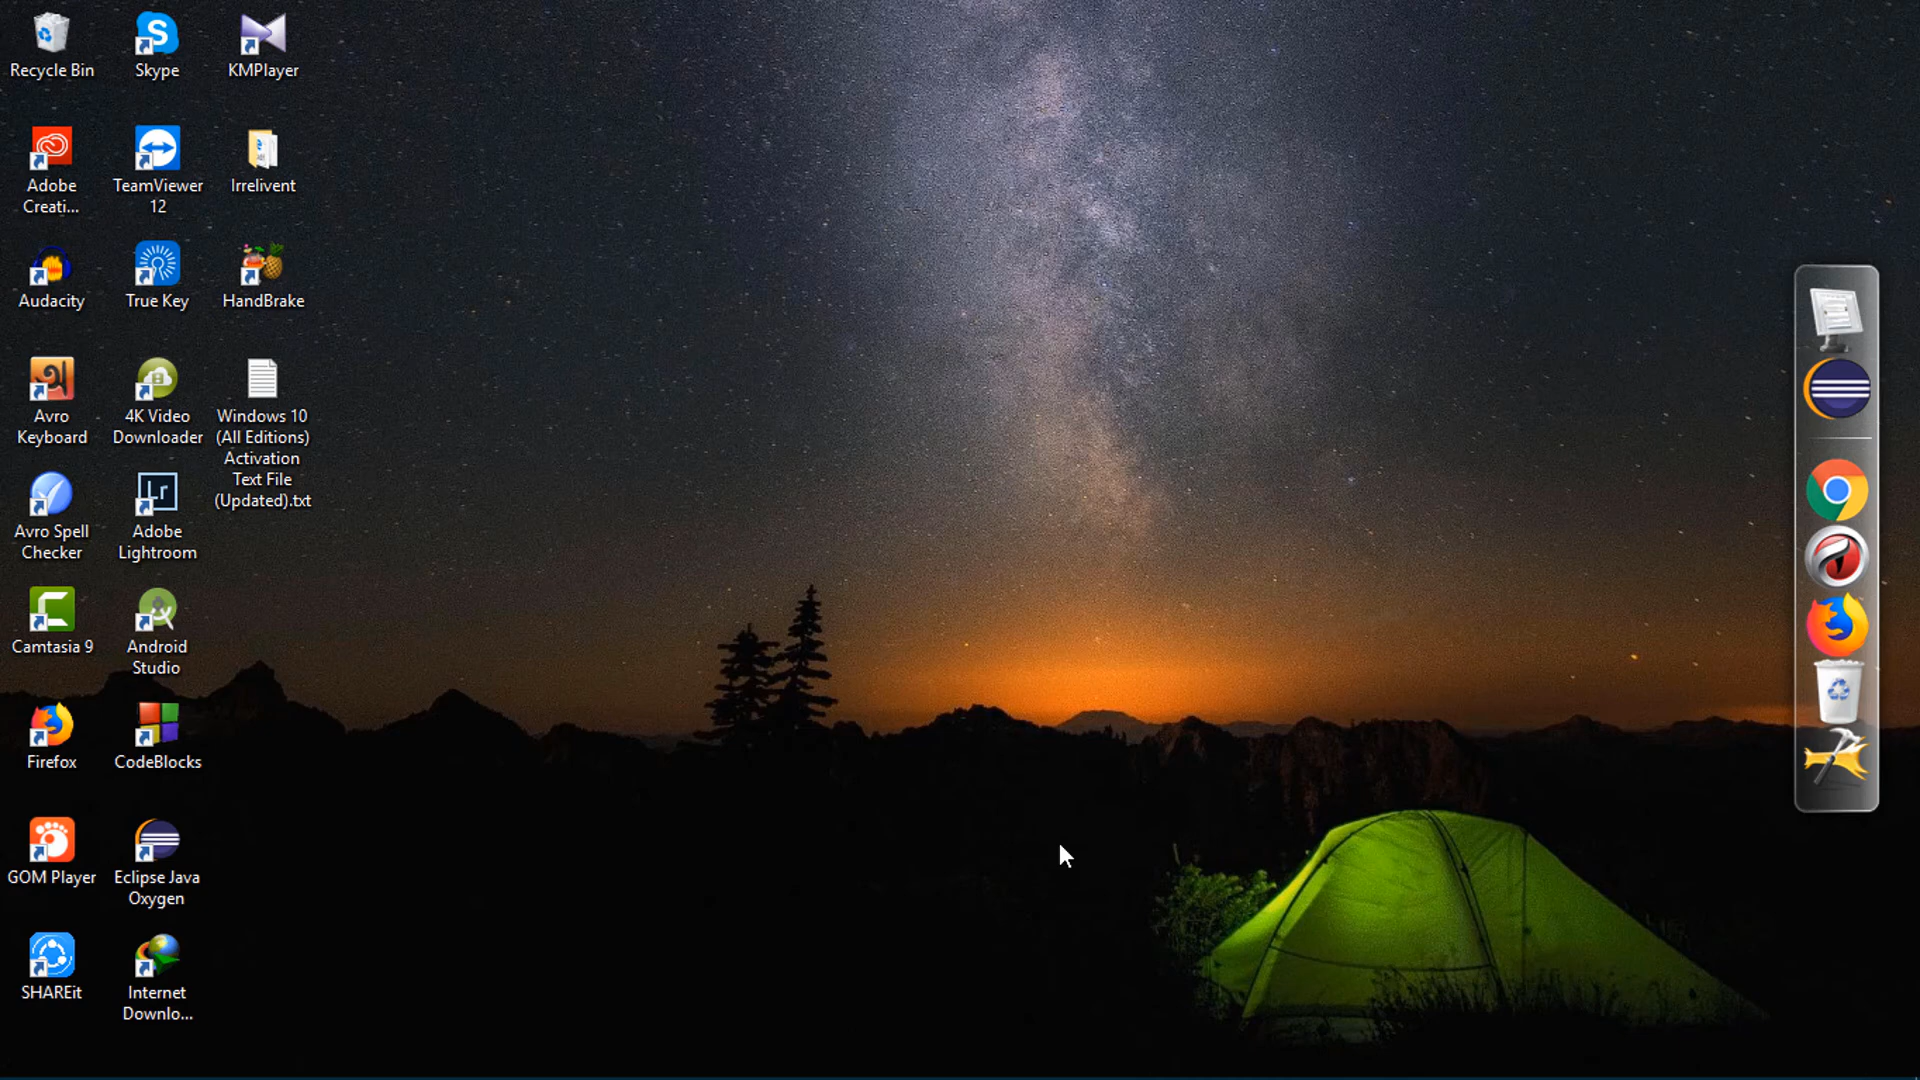 Recycle Bin
Skype
KMPlayer
Adobe
Creati...
TeamViewer
12
Irrelivent
Audacity
True Key
HandBrake
Avro
Keyboard
4K Video
Downloader
Windows 10
(All Editions)
Activation
Text File
(Updated).txt
Avro Spell
Checker
Lr
Adobe
Lightroom
Camtasia 9
Android
Studio
Firefox
CodeBlocks
GOM Player
Eclipse Java
Oxygen
SHAREit
Internet
Downlo...